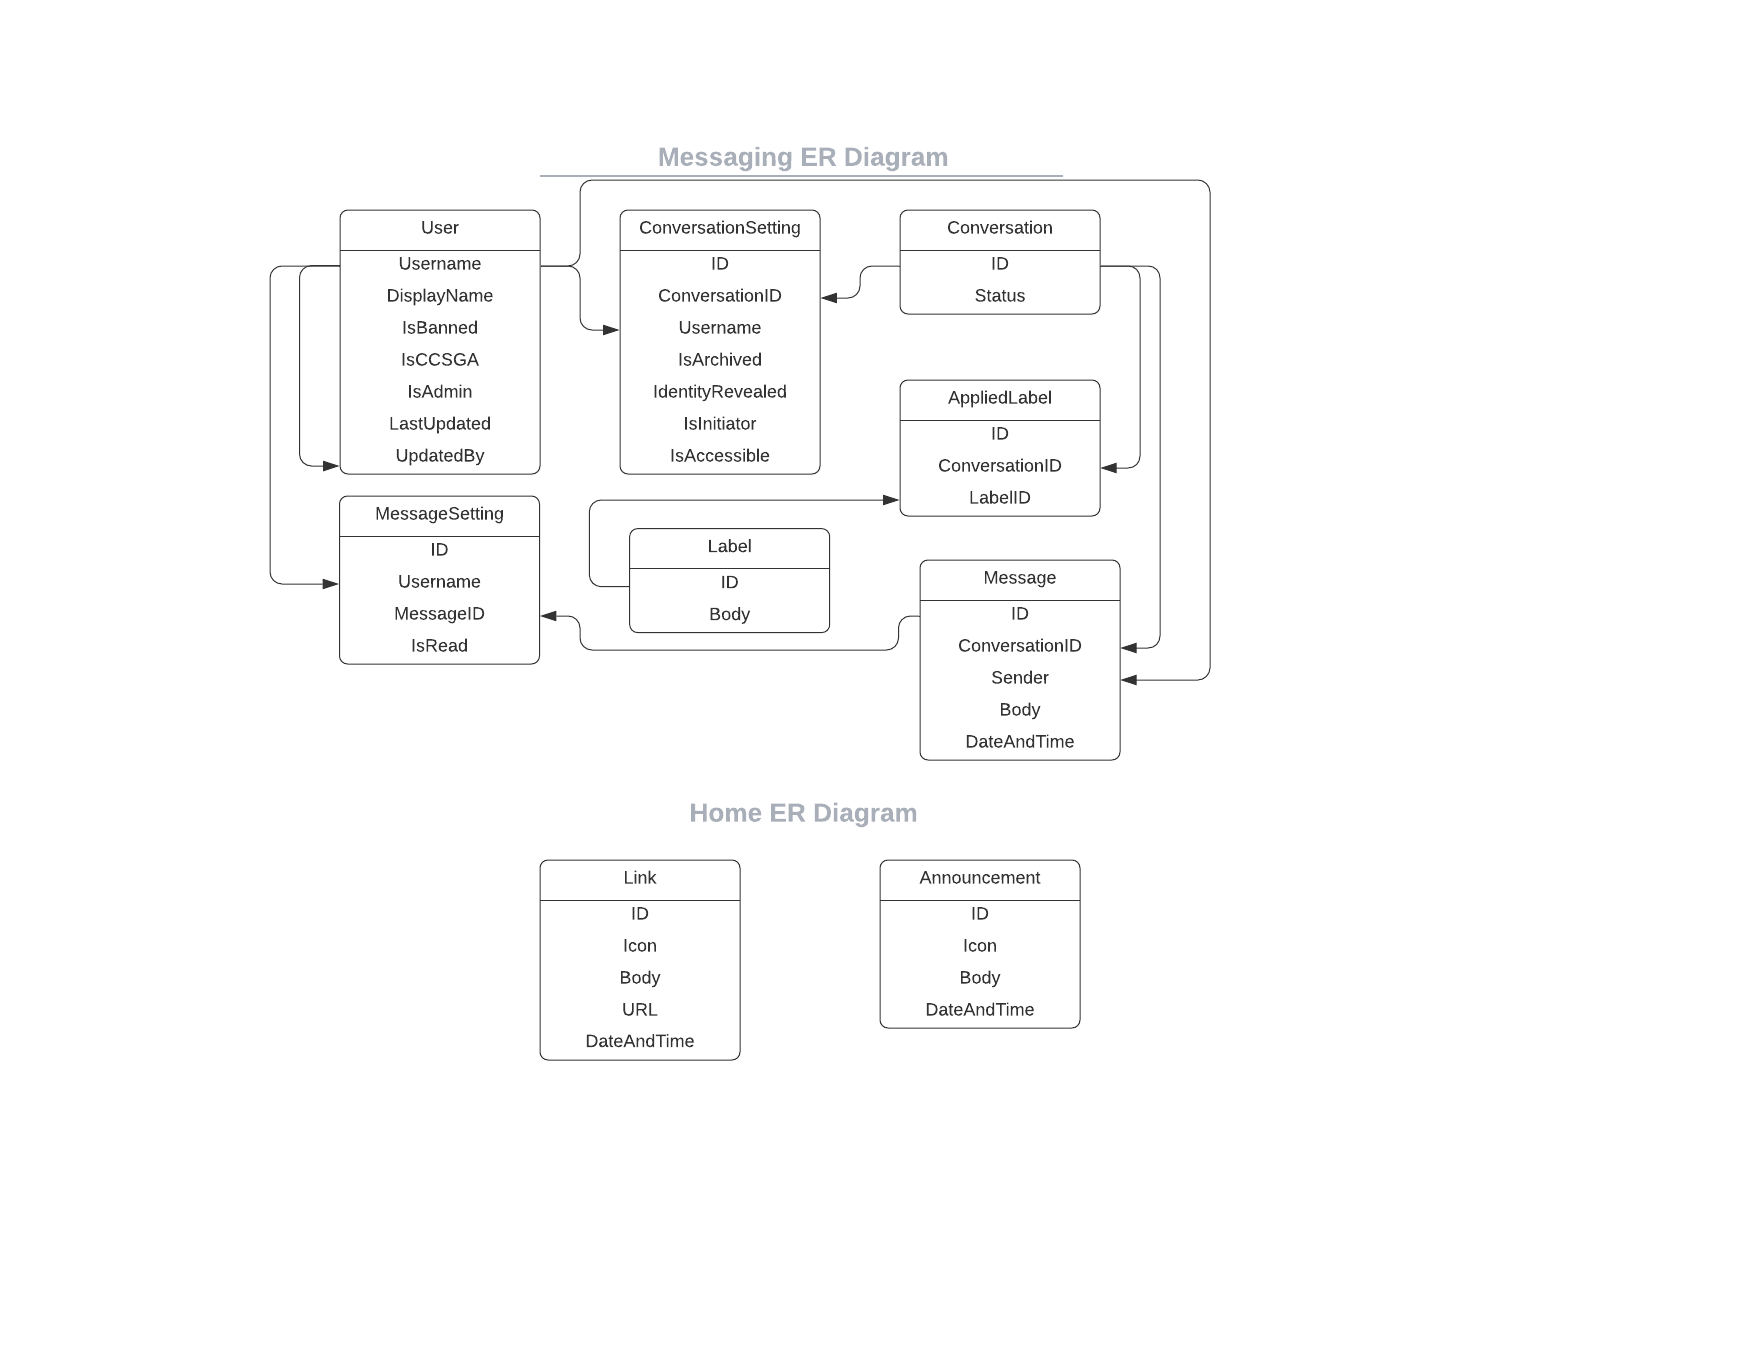 Messaging ER Diagram
User
Username
DisplayName
IsBanned
IsCCSGA
IsAdmin
LastUpdated
UpdatedBy
ConversationSetting
ID
ConversationID
Username
IsArchived
IdentityRevealed
IsInitiator
IsAccessible
Conversation
ID
Status
AppliedLabel
ID
ConversationID
LabelID
MessageSetting
ID
Username
MessageID
IsRead
Label
ID
Body
Message
ID
ConversationID
Sender
Body
DateAndTime
Home ER Diagram
Link
ID
Icon
Body
URL
DateAndTime
Announcement
ID
Icon
Body
DateAndTime